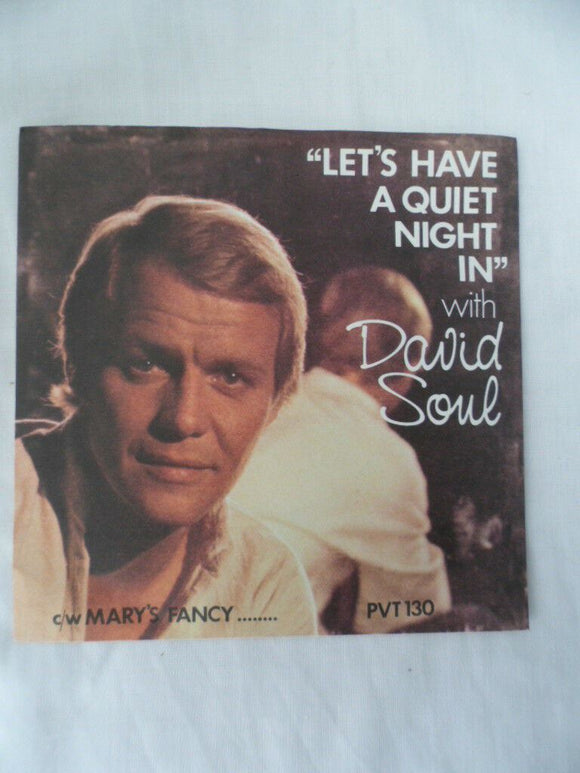 "LET'S HAVE
A QUIET
NIGHT
IN"
with
David
Soul
c/w MARY'S FANCY ........
PVT 130